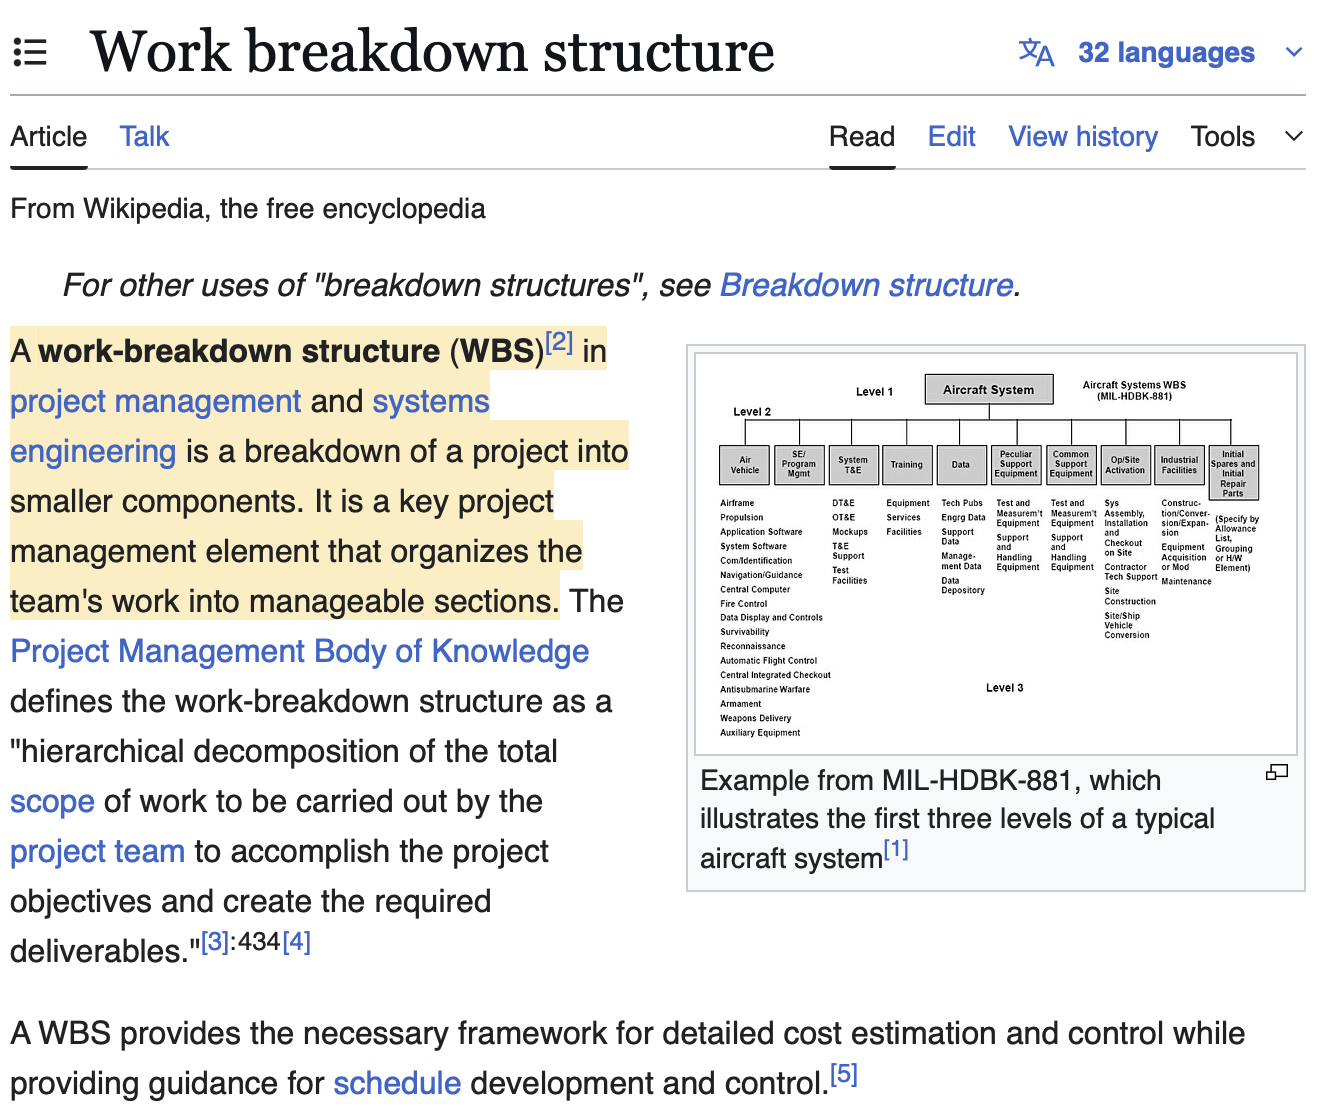 Work breakdown structure
32 languages
Article Talk Read Edit View history Tools
From Wikipedia, the free encyclopedia
For other uses of "breakdown structures", see Breakdown structure.
A work-breakdown structure (WBS)[2] in
project management and systems
engineering is a breakdown of a project into
smaller components. It is a key project
management element that organizes the
team's work into manageable sections. The
Project Management Body of Knowledge
defines the work-breakdown structure as a
"hierarchical decomposition of the total
scope of work to be carried out by the
project team to accomplish the project
objectives and create the required
deliverables."[3]:434[4]
Level 1
Aircraft System
Aircraft Systems WBS
(MIL-HDBK-881)
Level 2
Air
Vehicle
SE/
Program
Mgmt
System
T&E
Training
Data
Peculiar
Support
Equipment
Common
Support
Equipment
Op/Site
Activation
Industrial
Facilities
Initial
Spares and
Initial
Repair
Parts
Airframe
Propulsion
Application Software
System Software
Com/Identification
Navigation/Guidance
Central Computer
Fire Control
Data Display and Controls
Survivability
Reconnaissance
Automatic Flight Control
Central Integrated Checkout
Antisubmarine Warfare
Armament
Weapons Delivery
Auxiliary Equipment
DT&E
OT&E
Mockups
T&E
Support
Test
Facilities
Equipment
Services
Facilities
Tech Pubs
Engrg Data
Support
Data
Manage-
ment Data
Data
Depository
Test and
Measurem't
Equipment
Support
and
Handling
Equipment
Test and
Measurem't
Equipment
Support
and
Handling
Equipment
Sys
Assembly,
Installation
and
Checkout
on Site
Contractor
Tech Support
Site
Construction
Site/Ship
Vehicle
Conversion
Construc-
tion/Conver-
sion/Expan-
sion
Equipment
Acquisition
or Mod
Maintenance
(Specify by
Allowance
List,
Grouping
or H/W
Element)
Level 3
Example from MIL-HDBK-881, which
illustrates the first three levels of a typical
aircraft system[1]
A WBS provides the necessary framework for detailed cost estimation and control while
providing guidance for schedule development and control.[5]